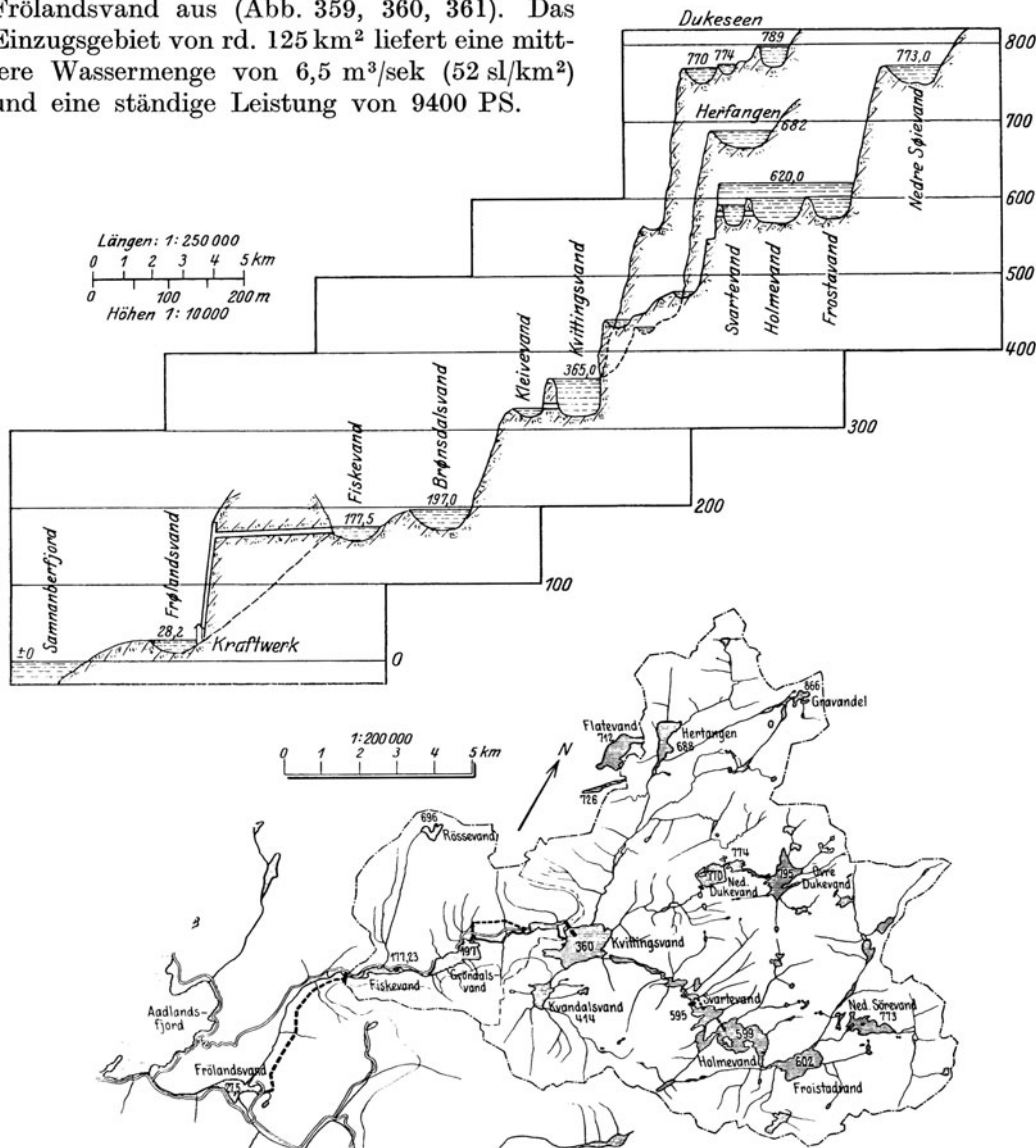 Frölandsvand aus (Abb. 359, 360, 361). Das
Einzugsgebiet von rd. 125 km² liefert eine mitt-
ere Wassermenge von 6,5 m³/sek (52 sl/km²)
und eine ständige Leistung von 9400 PS.
Dukeseen
770
774
789
773,0
800
Herfangen
682
700
620,0
600
Nedre Søievand
Svartevand
Holmevand
Frostavand
500
400
Längen: 1:250 000
0 1 2 3 4 5 km
0 100 200 m
Höhen 1:10000
Kleivevand
Kvittingsvand
365,0
300
Fiskevand
Brønsdalsvand
177,5
197,0
200
Samnanberfjord
Frølandsvand
28,2
±0
Kraftwerk
100
0
1:200 000
0 1 2 3 4 5 km
N
866
Gravandel
Flatevand
712
Hertangen
688
726
696
Rössevand
774
770
Ned.
Dukevand
795
Övre
Dukevand
360
Kvittingsvand
197
Gröndals-
vand
177,23
Fiskevand
Kvandalsvand
414
Svartevand
595
599
Holmevand
602
Froistadvand
Ned. Sörevand
773
Aadlands-
fjord
Frölandsvand
27,5